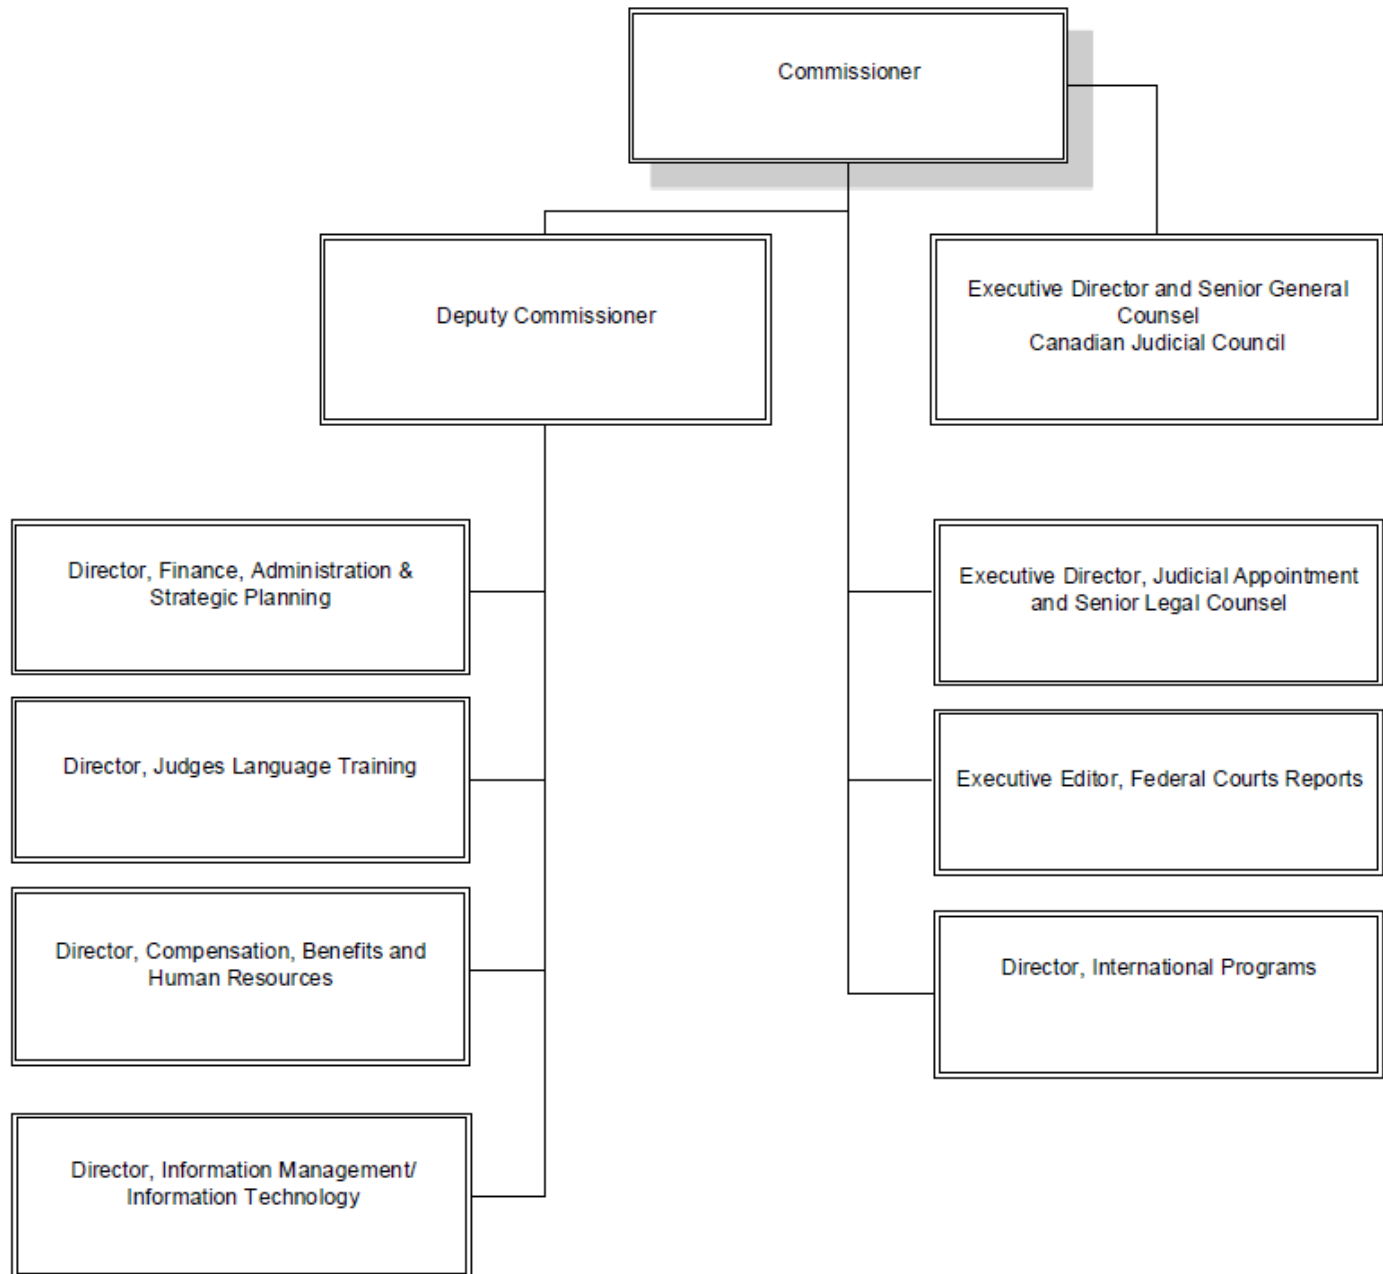 Commissioner
Deputy Commissioner
Executive Director and Senior General
Counsel
Canadian Judicial Council
Director, Finance, Administration &
Strategic Planning
Executive Director, Judicial Appointment
and Senior Legal Counsel
Director, Judges Language Training
Executive Editor, Federal Courts Reports
Director, Compensation, Benefits and
Human Resources
Director, International Programs
Director, Information Management/
Information Technology